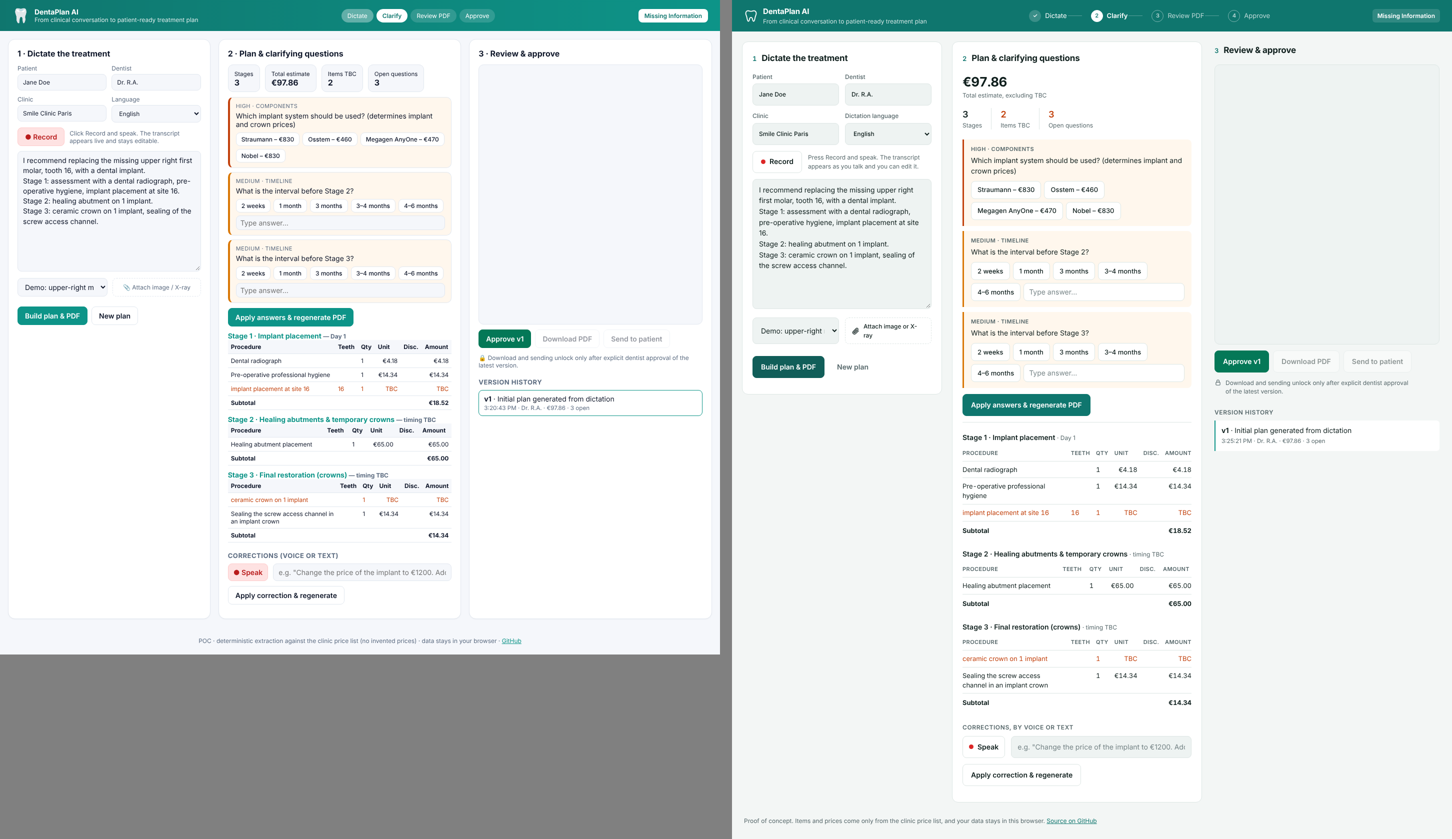 DentaPlan AI
From clinical conversation to patient-ready treatment plan
Dictate
Clarify
Review PDF
Approve
Missing Information
1 · Dictate the treatment
Patient
Dentist
Jane Doe
Dr. R.A.
Clinic
Language
Smile Clinic Paris
English
Record
Click Record and speak. The transcript
appears live and stays editable.
I recommend replacing the missing upper right first
molar, tooth 16, with a dental implant.
Stage 1: assessment with a dental radiograph, pre-
operative hygiene, implant placement at site 16.
Stage 2: healing abutment on 1 implant.
Stage 3: ceramic crown on 1 implant, sealing of the
screw access channel.
Demo: upper-right m
Attach image / X-ray
Build plan & PDF
New plan
2 · Plan & clarifying questions
Stages
3
Total estimate
€97.86
Items TBC
2
Open questions
3
HIGH · COMPONENTS
Which implant system should be used? (determines implant
and crown prices)
Straumann – €830
Osstem – €460
Megagen AnyOne – €470
Nobel – €830
MEDIUM · TIMELINE
What is the interval before Stage 2?
2 weeks
1 month
3 months
3–4 months
4–6 months
Type answer...
MEDIUM · TIMELINE
What is the interval before Stage 3?
2 weeks
1 month
3 months
3–4 months
4–6 months
Type answer...
Apply answers & regenerate PDF
Stage 1 · Implant placement — Day 1
Procedure Teeth Qty Unit Disc. Amount
Dental radiograph 1 €4.18 €4.18
Pre-operative professional hygiene 1 €14.34 €14.34
implant placement at site 16 16 1 TBC TBC
Subtotal €18.52
Stage 2 · Healing abutments & temporary crowns — timing TBC
Procedure Teeth Qty Unit Disc. Amount
Healing abutment placement 1 €65.00 €65.00
Subtotal €65.00
Stage 3 · Final restoration (crowns) — timing TBC
Procedure Teeth Qty Unit Disc. Amount
ceramic crown on 1 implant 1 TBC TBC
Sealing the screw access channel in 1 €14.34 €14.34
an implant crown
Subtotal €14.34
CORRECTIONS (VOICE OR TEXT)
Speak
e.g. "Change the price of the implant to €1200. Add
Apply correction & regenerate
3 · Review & approve
Approve v1
Download PDF
Send to patient
Download and sending unlock only after explicit dentist approval of the
latest version.
VERSION HISTORY
v1 · Initial plan generated from dictation
3:20:43 PM · Dr. R.A. · €97.86 · 3 open
POC · deterministic extraction against the clinic price list (no invented prices) · data stays in your browser · GitHub
DentaPlan AI
From clinical conversation to patient-ready treatment plan
Dictate
2 Clarify
3 Review PDF
4 Approve
Missing Information
1 Dictate the treatment
Patient
Dentist
Jane Doe
Dr. R.A.
Clinic
Dictation language
Smile Clinic Paris
English
Record
Press Record and speak. The transcript
appears as you talk and you can edit it.
I recommend replacing the missing upper right
first molar, tooth 16, with a dental implant.
Stage 1: assessment with a dental radiograph,
pre-operative hygiene, implant placement at site
16.
Stage 2: healing abutment on 1 implant.
Stage 3: ceramic crown on 1 implant, sealing of
the screw access channel.
Demo: upper-right
Attach image or X-
ray
Build plan & PDF
New plan
2 Plan & clarifying questions
€97.86
Total estimate, excluding TBC
3
Stages
2
Items TBC
3
Open questions
HIGH · COMPONENTS
Which implant system should be used? (determines implant and
crown prices)
Straumann – €830
Osstem – €460
Megagen AnyOne – €470
Nobel – €830
MEDIUM · TIMELINE
What is the interval before Stage 2?
2 weeks
1 month
3 months
3–4 months
4–6 months
Type answer...
MEDIUM · TIMELINE
What is the interval before Stage 3?
2 weeks
1 month
3 months
3–4 months
4–6 months
Type answer...
Apply answers & regenerate PDF
Stage 1 · Implant placement · Day 1
PROCEDURE TEETH QTY UNIT DISC. AMOUNT
Dental radiograph 1 €4.18 €4.18
Pre-operative professional 1 €14.34 €14.34
hygiene
implant placement at site 16 16 1 TBC TBC
Subtotal €18.52
Stage 2 · Healing abutments & temporary crowns · timing TBC
PROCEDURE TEETH QTY UNIT DISC. AMOUNT
Healing abutment placement 1 €65.00 €65.00
Subtotal €65.00
Stage 3 · Final restoration (crowns) · timing TBC
PROCEDURE TEETH QTY UNIT DISC. AMOUNT
ceramic crown on 1 implant 1 TBC TBC
Sealing the screw access 1 €14.34 €14.34
channel in an implant crown
Subtotal €14.34
CORRECTIONS, BY VOICE OR TEXT
Speak
e.g. "Change the price of the implant to €1200. Add
Apply correction & regenerate
3 Review & approve
Approve v1
Download PDF
Send to patient
Download and sending unlock only after explicit dentist approval
of the latest version.
VERSION HISTORY
v1 · Initial plan generated from dictation
3:25:21 PM · Dr. R.A. · €97.86 · 3 open
Proof of concept. Items and prices come only from the clinic price list, and your data stays in this browser. Source on GitHub